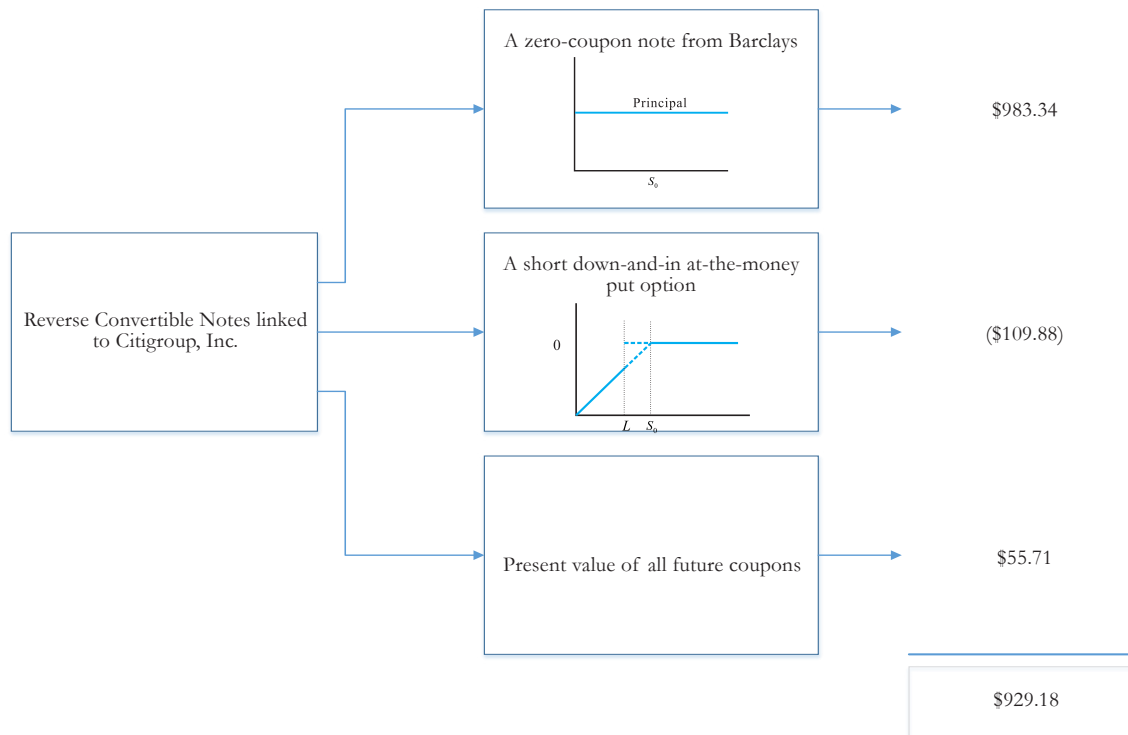 A zero-coupon note from Barclays
Principal
S₀
$983.34
Reverse Convertible Notes linked
to Citigroup, Inc.
A short down-and-in at-the-money
put option
0
L S₀
($109.88)
Present value of all future coupons
$55.71
$929.18